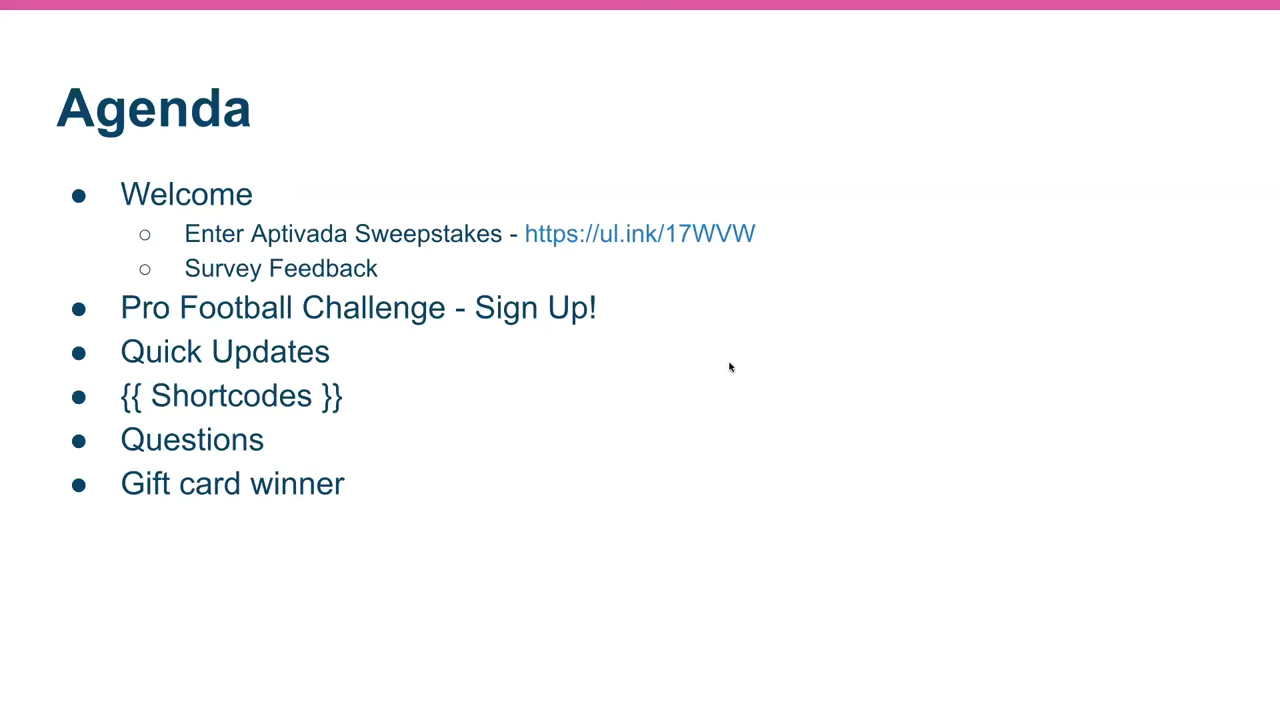 Agenda
● Welcome
○ Enter Aptivada Sweepstakes - https://ul.ink/17WVW
○ Survey Feedback
● Pro Football Challenge - Sign Up!
● Quick Updates
● {{ Shortcodes }}
● Questions
● Gift card winner